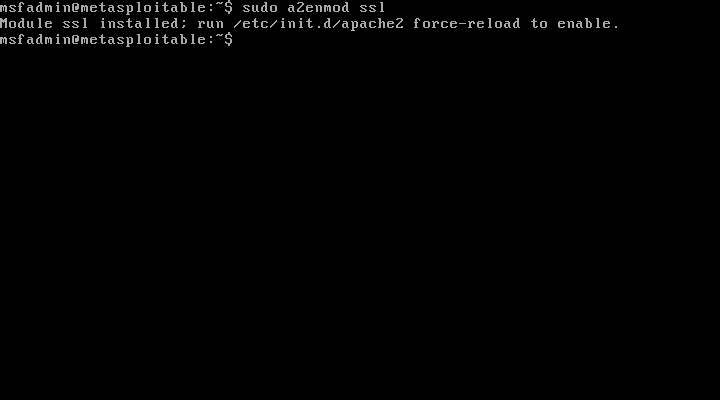 msfadmin@metasploitable:~$ sudo a2enmod ssl
Module ssl installed; run /etc/init.d/apache2 force-reload to enable.
msfadmin@metasploitable:~$